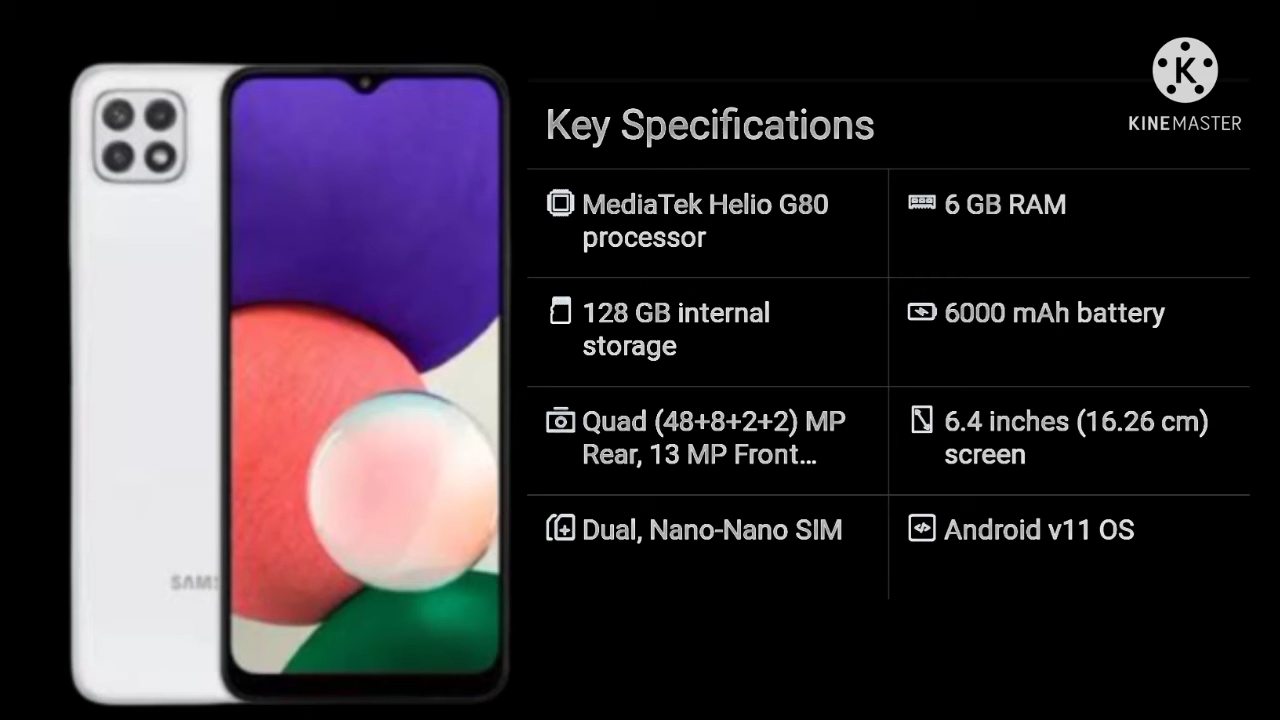 K
KINEMASTER
Key Specifications
MediaTek Helio G80
processor
6 GB RAM
128 GB internal
storage
6000 mAh battery
Quad (48+8+2+2) MP
Rear, 13 MP Front...
6.4 inches (16.26 cm)
screen
Dual, Nano-Nano SIM
Android v11 OS
SAMS